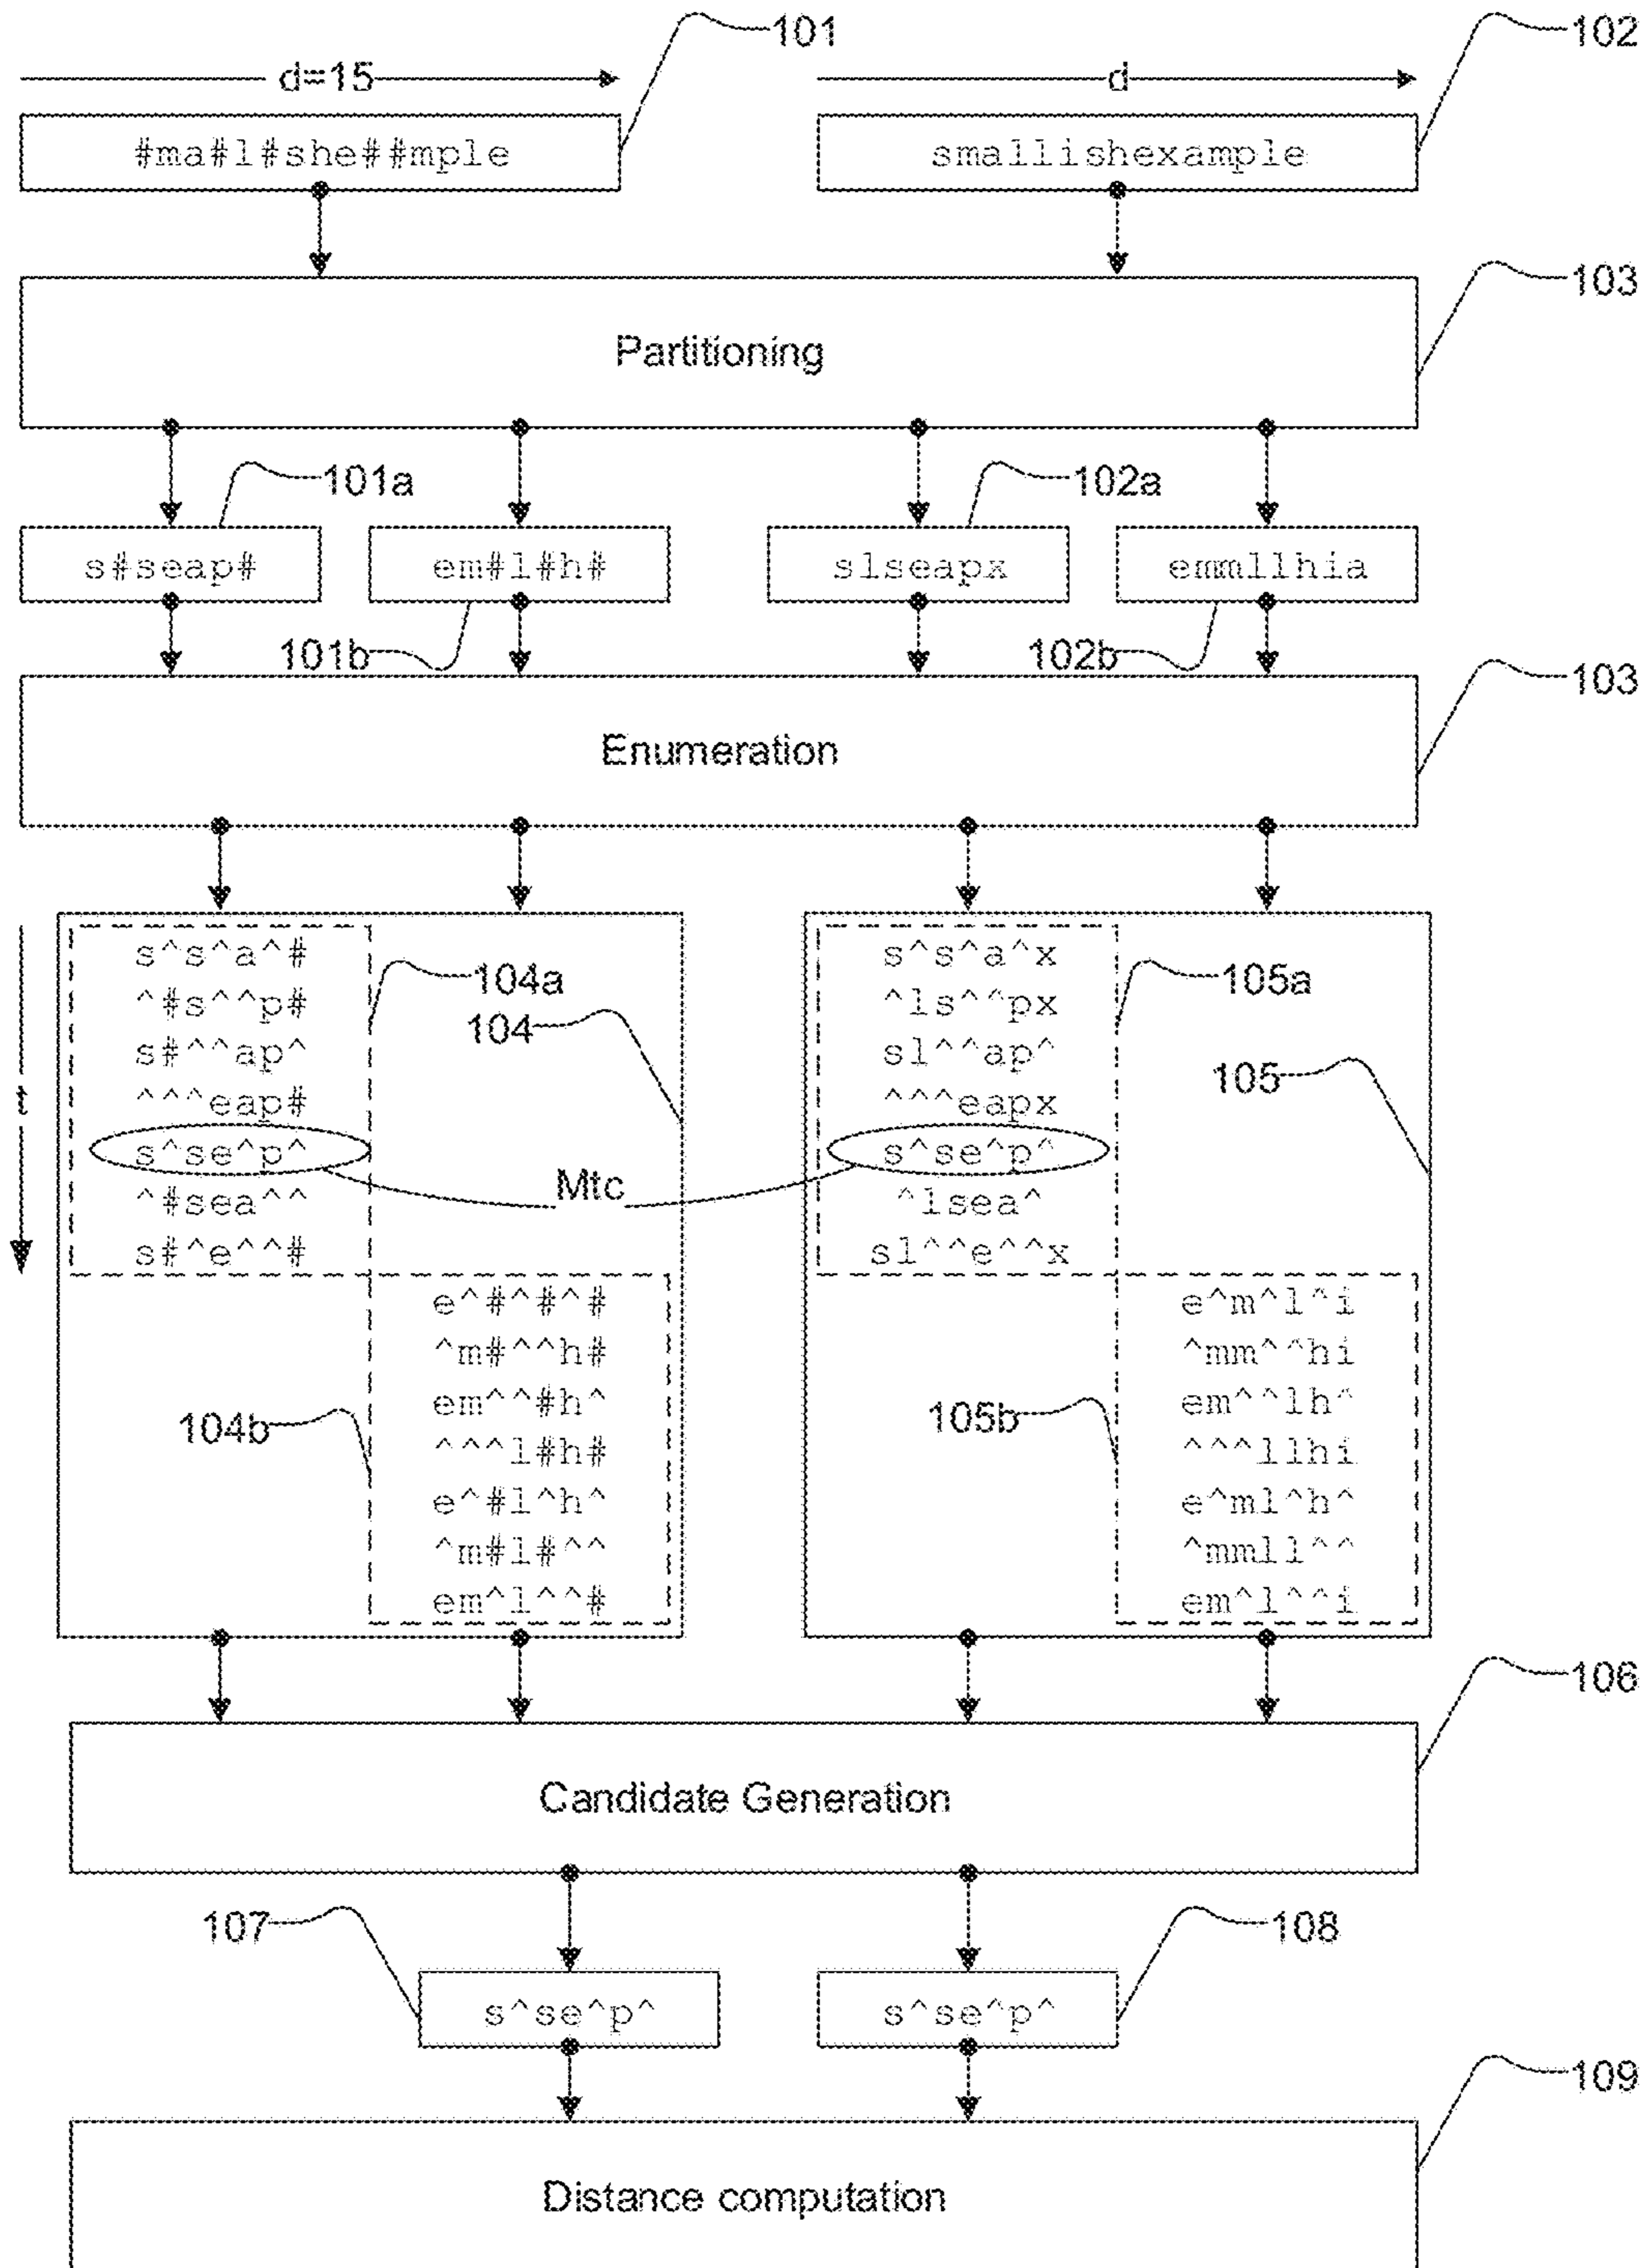 101
102
d=15
d
#ma#l#she##mple
smallishexample
103
Partitioning
101a
102a
s#seap#
em#l#h#
slseapx
emmllhia
101b
102b
103
Enumeration
t
s^s^a^#
^#s^^p#
s#^^ap^
^^^eap#
s^se^p^
^#sea^^
s#^e^^#
104a
104
Mtc
e^#^#^#
^m#^^h#
em^^#h^
^^^l#h#
e^#l^h^
^m#l#^^
em^l^^#
104b
s^s^a^x
^ls^^px
sl^^ap^
^^^eapx
s^se^p^
^lsea^
sl^^e^^x
105a
105
e^m^l^i
^mm^^hi
em^^lh^
^^^llhi
e^ml^h^
^mmll^^
em^l^^i
105b
106
Candidate Generation
107
108
s^se^p^
s^se^p^
109
Distance computation